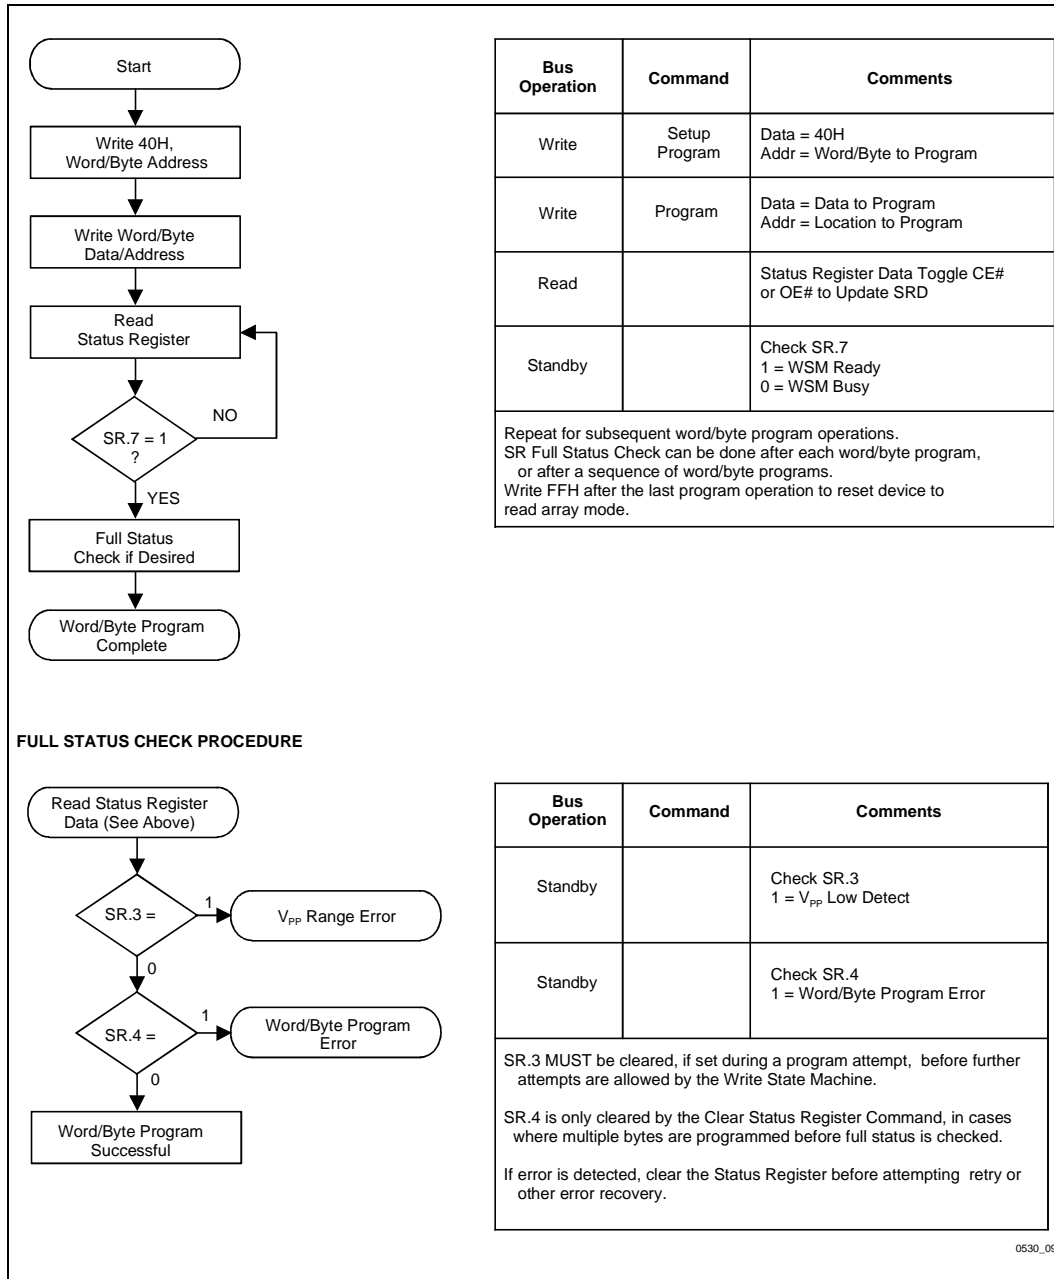 Start
Write 40H,
Word/Byte Address
Write Word/Byte
Data/Address
Read
Status Register
NO
SR.7 = 1
?
YES
Full Status
Check if Desired
Word/Byte Program
Complete
Bus
Operation
Command
Comments
Write
Setup
Program
Data = 40H
Addr = Word/Byte to Program
Write
Program
Data = Data to Program
Addr = Location to Program
Read
Status Register Data Toggle CE#
or OE# to Update SRD
Standby
Check SR.7
1 = WSM Ready
0 = WSM Busy
Repeat for subsequent word/byte program operations.
SR Full Status Check can be done after each word/byte program,
or after a sequence of word/byte programs.
Write FFH after the last program operation to reset device to
read array mode.
FULL STATUS CHECK PROCEDURE
Read Status Register
Data (See Above)
SR.3 =
1
VPP Range Error
0
SR.4 =
1
Word/Byte Program
Error
0
Word/Byte Program
Successful
Bus
Operation
Command
Comments
Standby
Check SR.3
1 = VPP Low Detect
Standby
Check SR.4
1 = Word/Byte Program Error
SR.3 MUST be cleared, if set during a program attempt, before further
attempts are allowed by the Write State Machine.
SR.4 is only cleared by the Clear Status Register Command, in cases
where multiple bytes are programmed before full status is checked.
If error is detected, clear the Status Register before attempting retry or
other error recovery.
0530_09